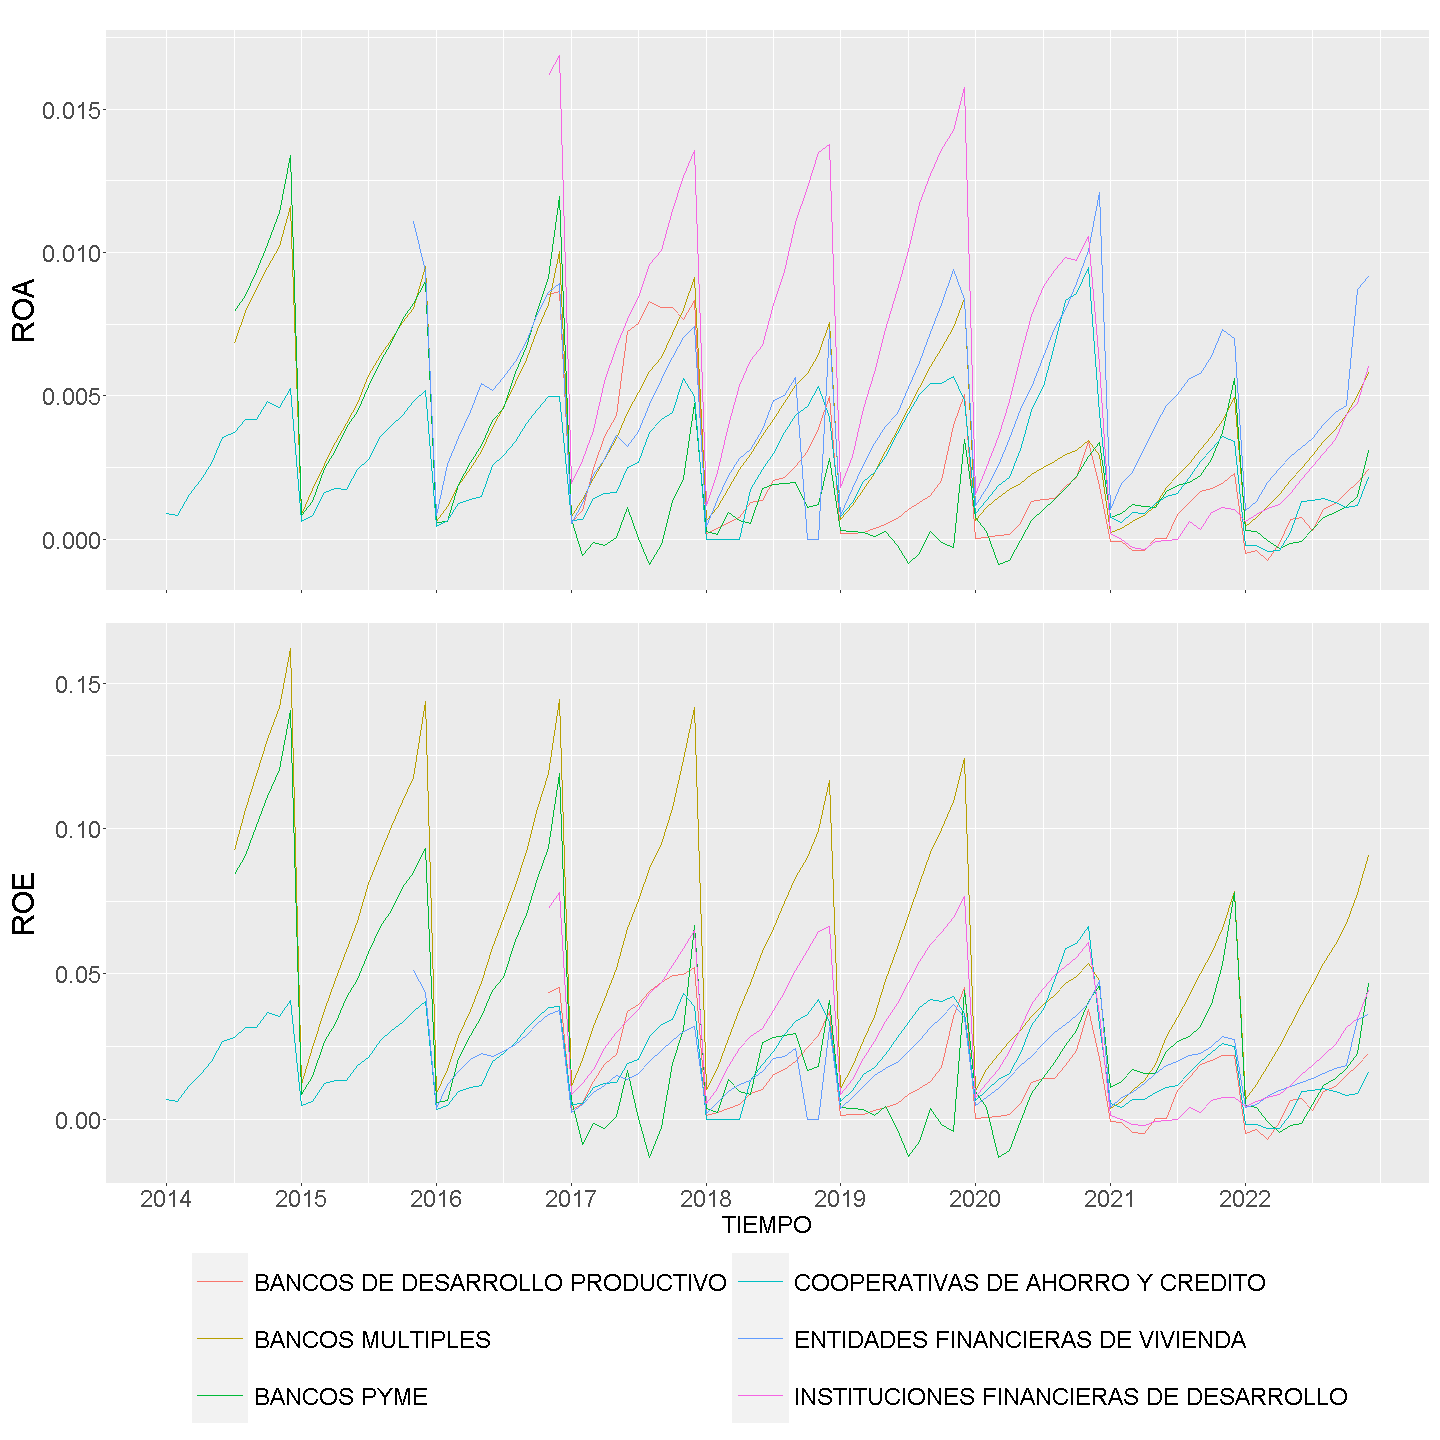 0.015
0.010
ROA
0.005
0.000
0.15
0.10
ROE
0.05
0.00
2014 2015 2016 2017 2018 2019 2020 2021 2022
TIEMPO
BANCOS DE DESARROLLO PRODUCTIVO COOPERATIVAS DE AHORRO Y CREDITO
BANCOS MULTIPLES ENTIDADES FINANCIERAS DE VIVIENDA
BANCOS PYME INSTITUCIONES FINANCIERAS DE DESARROLLO